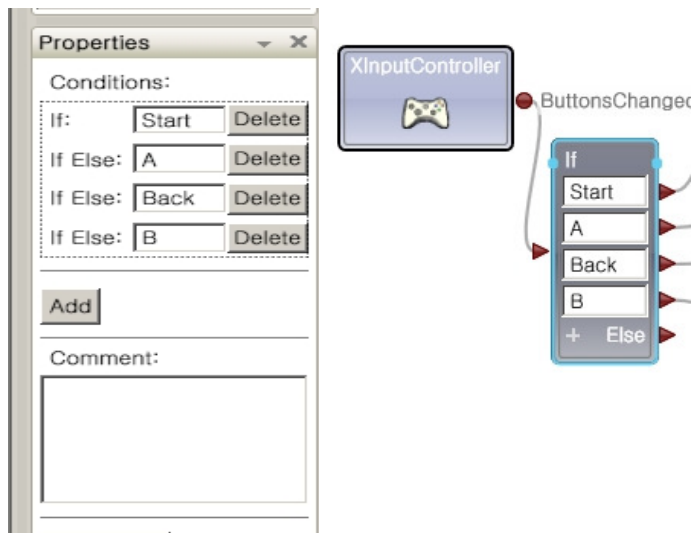 Properties
Conditions:
If: Start Delete
If Else: A Delete
If Else: Back Delete
If Else: B Delete
Add
Comment:
XInputController
ButtonsChanged
If
Start
A
Back
B
+ Else